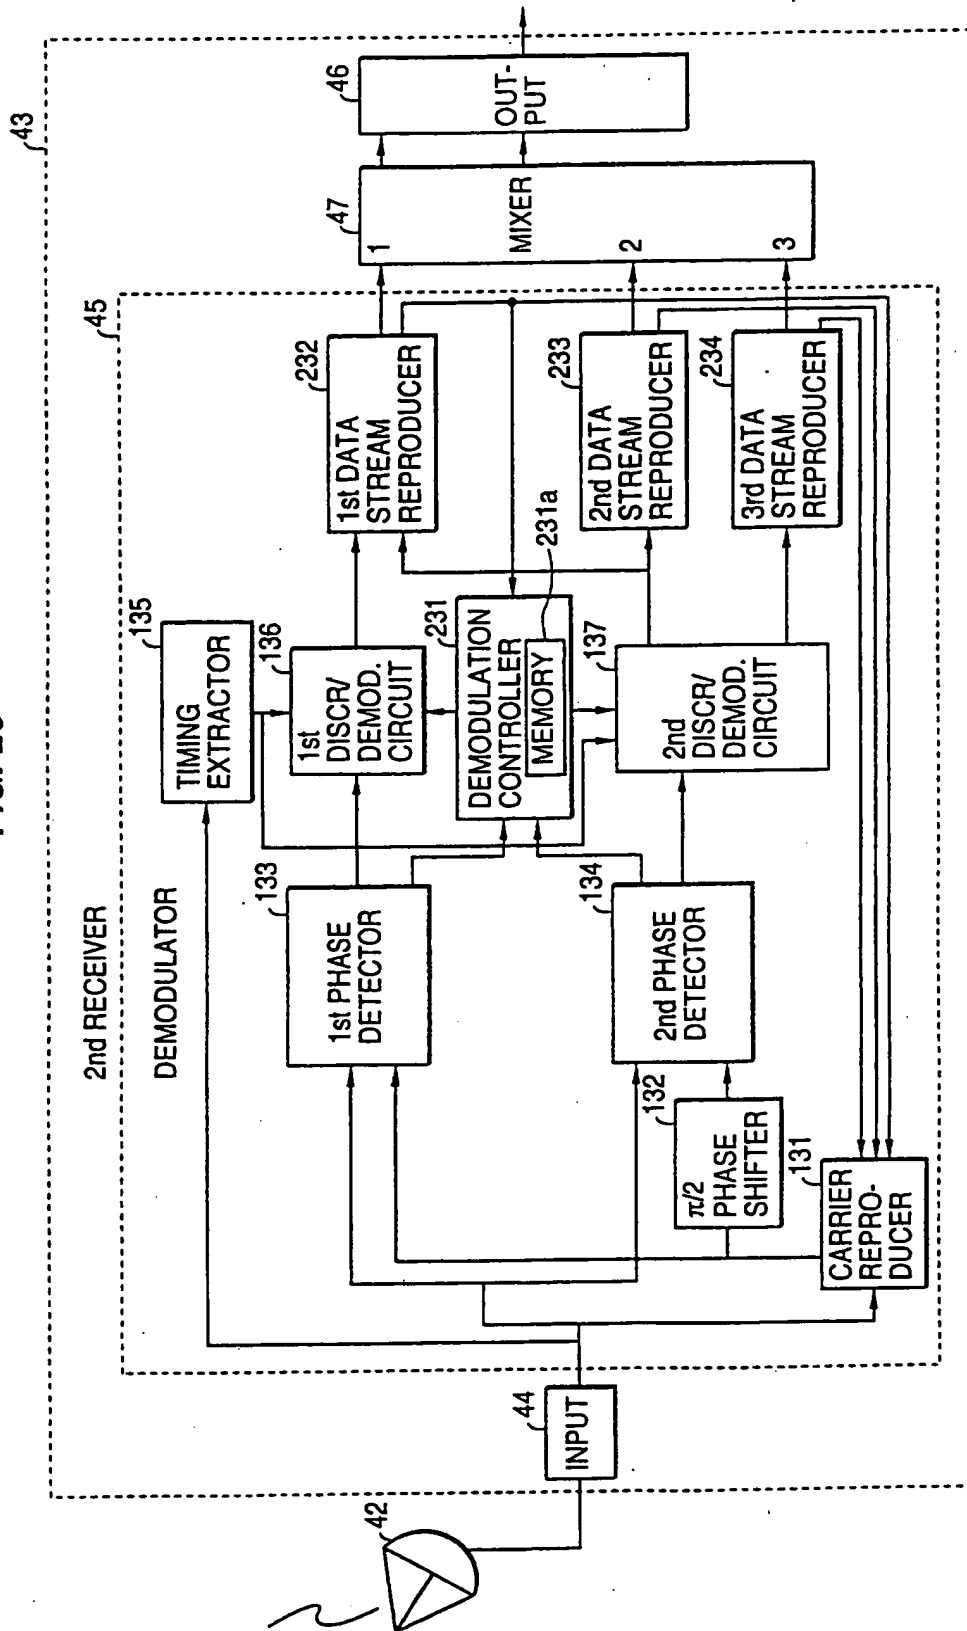 43
2nd RECEIVER
45
DEMODULATOR
42
44
INPUT
135
TIMING
EXTRACTOR
133
1st PHASE
DETECTOR
136
1st
DISCR/
DEMOD.
CIRCUIT
232
1st DATA
STREAM
REPRODUCER
231
DEMODULATION
CONTROLLER
MEMORY
231a
134
2nd PHASE
DETECTOR
137
2nd
DISCR/
DEMOD.
CIRCUIT
233
2nd DATA
STREAM
REPRODUCER
234
3rd DATA
STREAM
REPRODUCER
132
π/2
PHASE
SHIFTER
131
CARRIER
REPRO-
DUCER
47
1
MIXER
2
3
46
OUT-
PUT